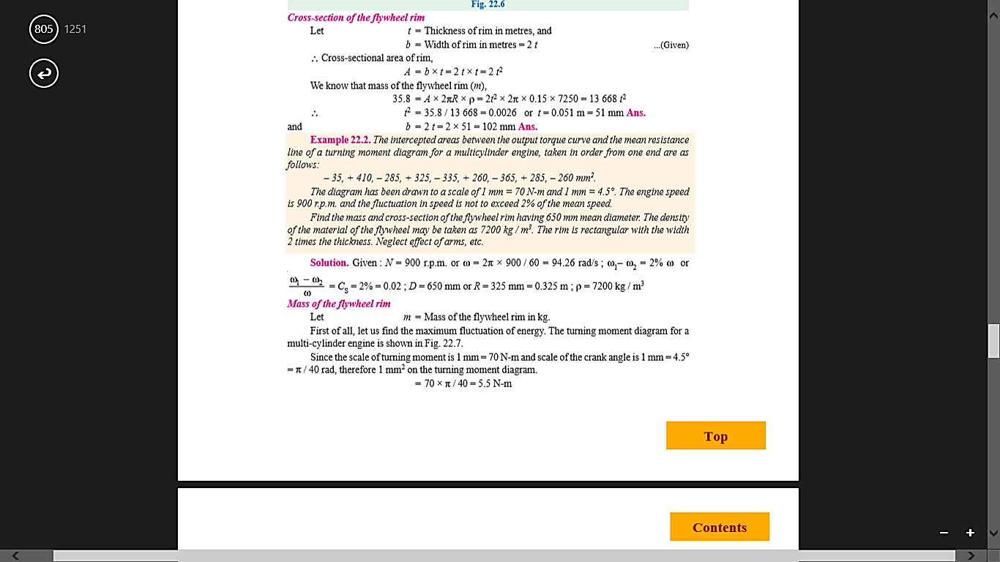 805 1251
Fig. 22.6
Cross-section of the flywheel rim
Let t = Thickness of rim in metres, and
b = Width of rim in metres = 2 t ...(Given)
∴ Cross-sectional area of rim,
A = b × t = 2 t × t = 2 t²
We know that mass of the flywheel rim (m),
35.8 = A × 2πR × ρ = 2t² × 2π × 0.15 × 7250 = 13 668 t²
∴ t² = 35.8 / 13 668 = 0.0026 or t = 0.051 m = 51 mm Ans.
and b = 2 t = 2 × 51 = 102 mm Ans.
Example 22.2. The intercepted areas between the output torque curve and the mean resistance
line of a turning moment diagram for a multicylinder engine, taken in order from one end are as
follows:
– 35, + 410, – 285, + 325, – 335, + 260, – 365, + 285, – 260 mm².
The diagram has been drawn to a scale of 1 mm = 70 N-m and 1 mm = 4.5°. The engine speed
is 900 r.p.m. and the fluctuation in speed is not to exceed 2% of the mean speed.
Find the mass and cross-section of the flywheel rim having 650 mm mean diameter. The density
of the material of the flywheel may be taken as 7200 kg / m³. The rim is rectangular with the width
2 times the thickness. Neglect effect of arms, etc.
Solution. Given : N = 900 r.p.m. or ω = 2π × 900 / 60 = 94.26 rad/s ; ω₁ – ω₂ = 2% ω or
(ω₁ – ω₂) / ω = C_S = 2% = 0.02 ; D = 650 mm or R = 325 mm = 0.325 m ; ρ = 7200 kg / m³
Mass of the flywheel rim
Let m = Mass of the flywheel rim in kg.
First of all, let us find the maximum fluctuation of energy. The turning moment diagram for a
multi-cylinder engine is shown in Fig. 22.7.
Since the scale of turning moment is 1 mm = 70 N-m and scale of the crank angle is 1 mm = 4.5°
= π / 40 rad, therefore 1 mm² on the turning moment diagram.
= 70 × π / 40 = 5.5 N-m
Top
Contents